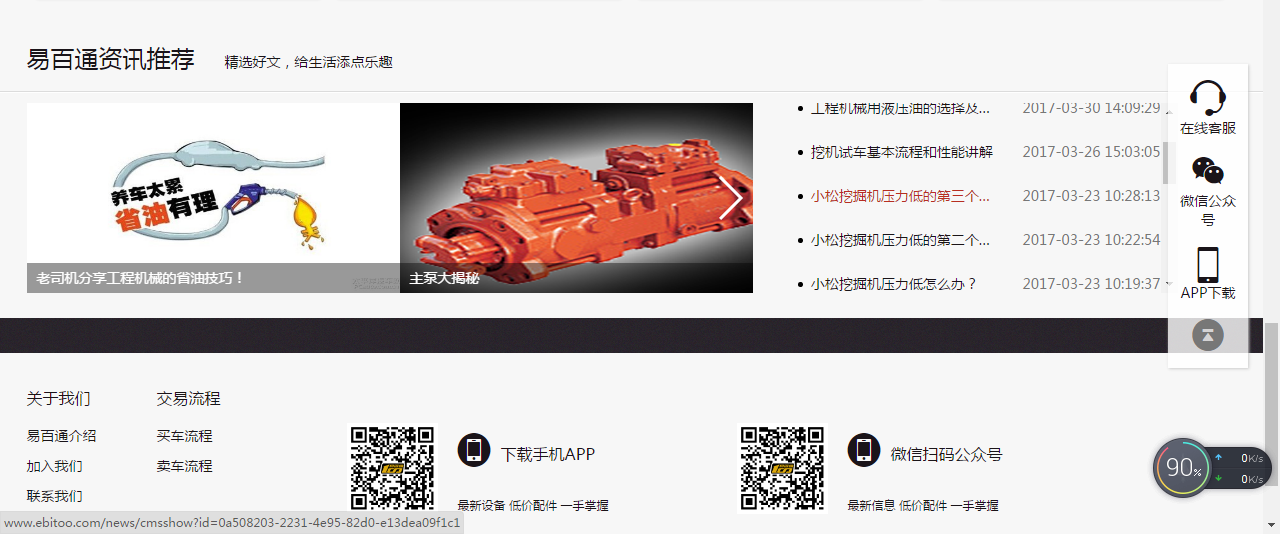 易百通资讯推荐
精选好文，给生活添点乐趣
养车太累
省油有理
老司机分享工程机械的省油技巧！
主泵大揭秘
工程机械用液压油的选择及... 2017-03-30 14:09:29
挖机试车基本流程和性能讲解 2017-03-26 15:03:05
小松挖掘机压力低的第三个... 2017-03-23 10:28:13
小松挖掘机压力低的第二个... 2017-03-23 10:22:54
小松挖掘机压力低怎么办？ 2017-03-23 10:19:37
在线客服
微信公众
号
APP下载
关于我们
易百通介绍
加入我们
联系我们
交易流程
买车流程
卖车流程
下载手机APP
最新设备 低价配件 一手掌握
微信扫码公众号
最新信息 低价配件 一手掌握
90%
0K/s
0K/s
www.ebitoo.com/news/cmsshow?id=0a508203-2231-4e95-82d0-e13dea09f1c1